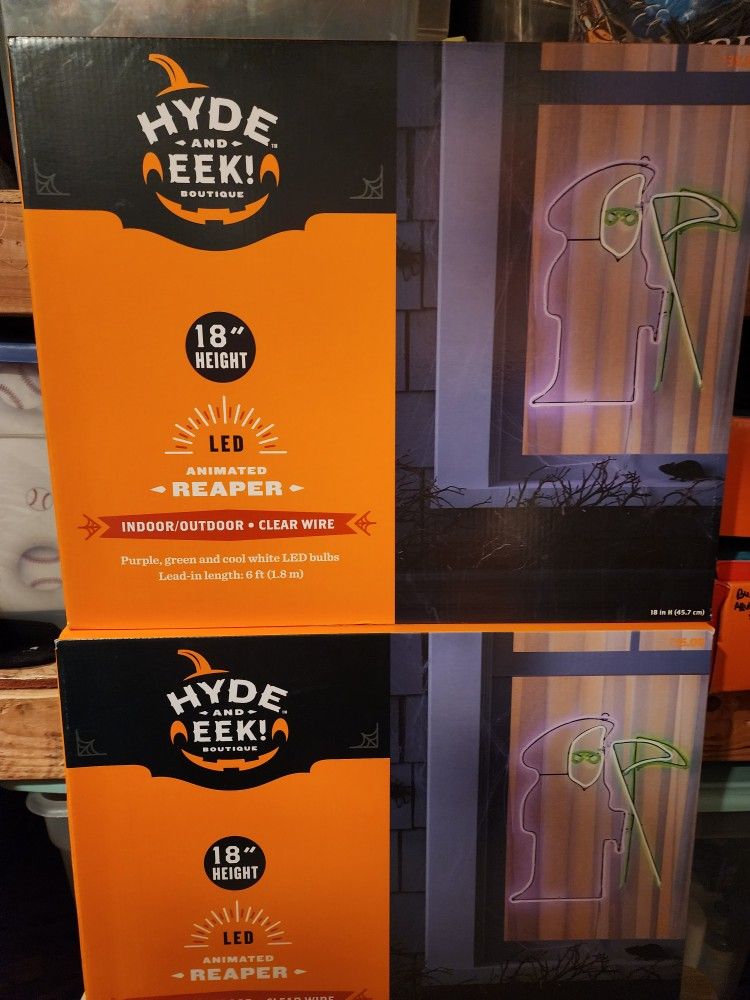 HYDE
AND
EEK!
BOUTIQUE
18"
HEIGHT
LED
ANIMATED
REAPER
INDOOR/OUTDOOR • CLEAR WIRE
Purple, green and cool white LED bulbs
Lead-in length: 6 ft (1.8 m)
18 in H (45.7 cm)
HYDE
AND
EEK!
BOUTIQUE
18"
HEIGHT
LED
ANIMATED
REAPER